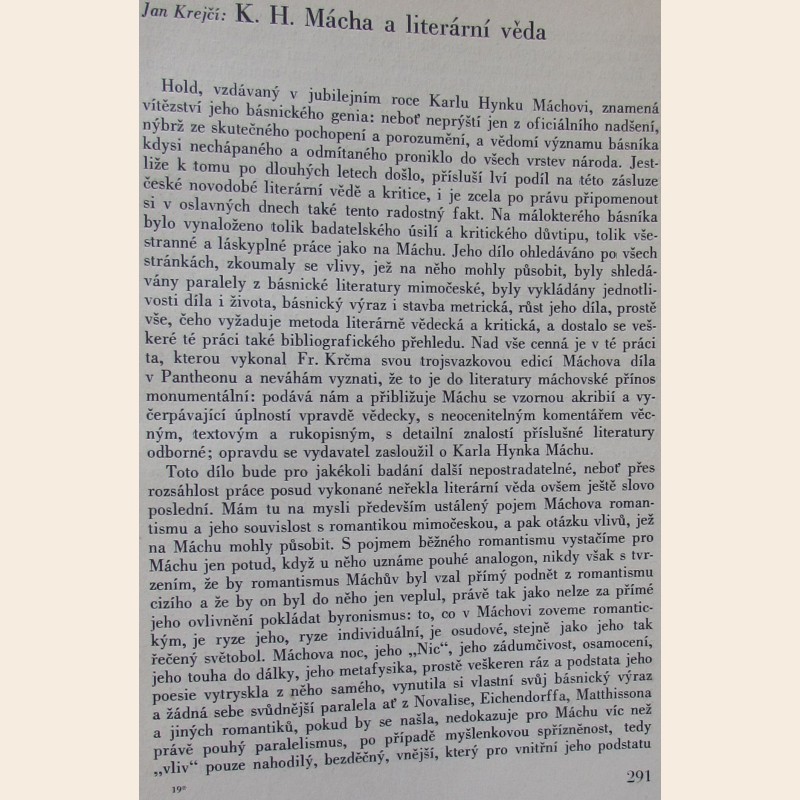 Jan Krejčí: K. H. Mácha a literární věda
Hold, vzdávaný v jubilejním roce Karlu Hynku Máchovi, znamená
vítězství jeho básnického genia: neboť neprýští jen z oficiálního nadšení,
nýbrž ze skutečného pochopení a porozumění, a vědomí významu básníka
kdysi nechápaného a odmítaného proniklo do všech vrstev národa. Jest-
liže k tomu po dlouhých letech došlo, přísluší lví podíl na této zásluze
české novodobé literární vědě a kritice, i je zcela po právu připomenout
si v oslavných dnech také tento radostný fakt. Na málokterého básníka
bylo vynaloženo tolik badatelského úsilí a kritického důvtipu, tolik vše-
stranné a láskyplné práce jako na Máchu. Jeho dílo ohledáváno po všech
stránkách, zkoumaly se vlivy, jež na něho mohly působit, byly shledá-
vány paralely z básnické literatury mimočeské, byly vykládány jednotli-
vosti díla i života, básnický výraz i stavba metrická, růst jeho díla, prostě
vše, čeho vyžaduje metoda literárně vědecká a kritická, a dostalo se veš-
keré té práci také bibliografického přehledu. Nad vše cenná je v té práci
ta, kterou vykonal Fr. Krčma svou trojsvazkovou edicí Máchova díla
v Pantheonu a neváhám vyznati, že to je do literatury máchovské přínos
monumentální: podává nám a přibližuje Máchu se vzornou akribií a vy-
čerpávající úplností vpravdě vědecky, s neocenitelným komentářem věc-
ným, textovým a rukopisným, s detailní znalostí příslušné literatury
odborné; opravdu se vydavatel zasloužil o Karla Hynka Máchu.
Toto dílo bude pro jakékoli badání další nepostradatelné, neboť přes
rozsáhlost práce posud vykonané neřekla literární věda ovšem ještě slovo
poslední. Mám tu na mysli především ustálený pojem Máchova roman-
tismu a jeho souvislost s romantikou mimočeskou, a pak otázku vlivů, jež
na Máchu mohly působit. S pojmem běžného romantismu vystačíme pro
Máchu jen potud, když u něho uznáme pouhé analogon, nikdy však s tvr-
zením, že by romantismus Máchův byl vzal přímý podnět z romantismu
cizího a že by on byl do něho jen veplul, právě tak jako nelze za přímé
jeho ovlivnění pokládat byronismus: to, co v Máchovi zoveme romantic-
kým, je ryze jeho, ryze individuální, je osudové, stejně jako jeho tak
řečený světobol. Máchova noc, jeho „Nic“, jeho zádumčivost, osamocení,
jeho touha do dálky, jeho metafysika, prostě veškeren ráz a podstata jeho
poesie vytryskla z něho samého, vynutila si vlastní svůj básnický výraz
a žádná sebe svůdnější paralela ať z Novalise, Eichendorffa, Matthissona
a jiných romantiků, pokud by se našla, nedokazuje pro Máchu víc než
právě pouhý paralelismus, po případě myšlenkovou spřízněnost, tedy
„vliv“ pouze nahodilý, bezděčný, vnější, který pro vnitřní jeho podstatu
19*
291